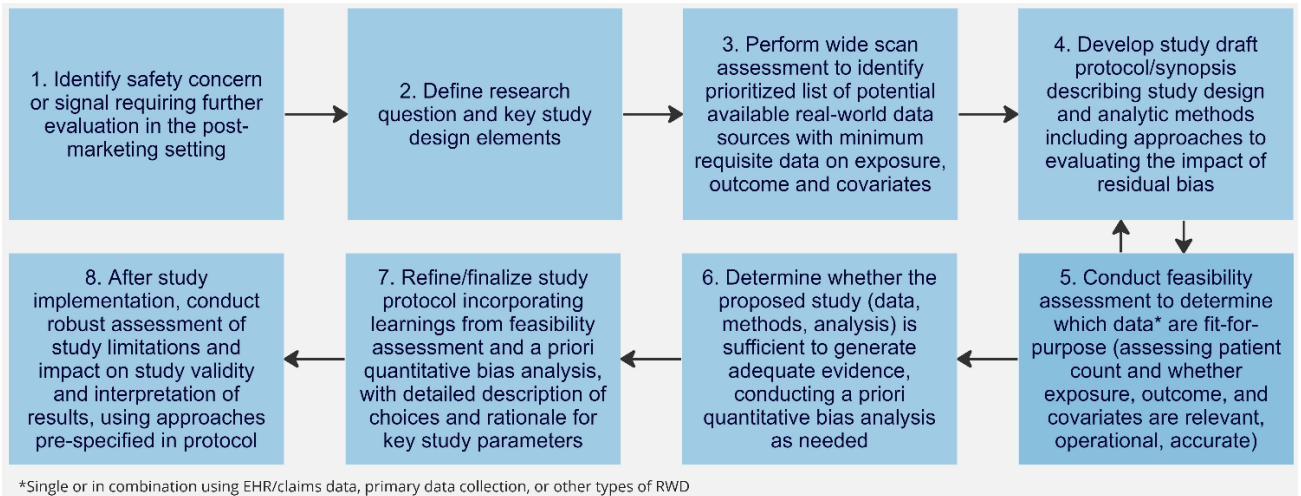 1. Identify safety concern
or signal requiring further
evaluation in the post-
marketing setting
2. Define research
question and key study
design elements
3. Perform wide scan
assessment to identify
prioritized list of potential
available real-world data
sources with minimum
requisite data on exposure,
outcome and covariates
4. Develop study draft
protocol/synopsis
describing study design
and analytic methods
including approaches to
evaluating the impact of
residual bias
5. Conduct feasibility
assessment to determine
which data* are fit-for-
purpose (assessing patient
count and whether
exposure, outcome, and
covariates are relevant,
operational, accurate)
6. Determine whether the
proposed study (data,
methods, analysis) is
sufficient to generate
adequate evidence,
conducting a priori
quantitative bias analysis
as needed
7. Refine/finalize study
protocol incorporating
learnings from feasibility
assessment and a priori
quantitative bias analysis,
with detailed description of
choices and rationale for
key study parameters
8. After study
implementation, conduct
robust assessment of
study limitations and
impact on study validity
and interpretation of
results, using approaches
pre-specified in protocol
*Single or in combination using EHR/claims data, primary data collection, or other types of RWD